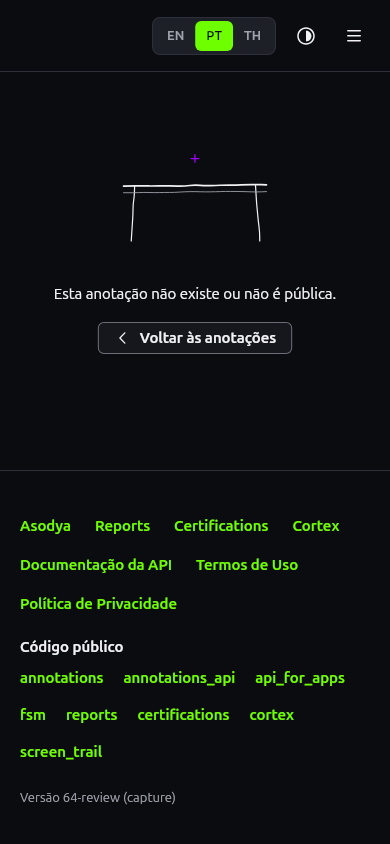 EN PT TH
Esta anotação não existe ou não é pública.
Voltar às anotações
Asodya Reports Certifications Cortex
Documentação da API Termos de Uso
Política de Privacidade
Código público
annotations annotations_api api_for_apps
fsm reports certifications cortex
screen_trail
Versão 64-review (capture)